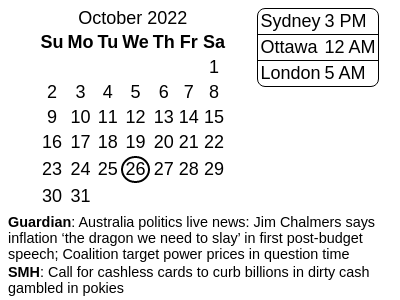 October 2022
Su Mo Tu We Th Fr Sa
1
2 3 4 5 6 7 8
9 10 11 12 13 14 15
16 17 18 19 20 21 22
23 24 25 26 27 28 29
30 31
Sydney 3 PM
Ottawa 12 AM
London 5 AM
Guardian: Australia politics live news: Jim Chalmers says
inflation ‘the dragon we need to slay’ in first post-budget
speech; Coalition target power prices in question time
SMH: Call for cashless cards to curb billions in dirty cash
gambled in pokies